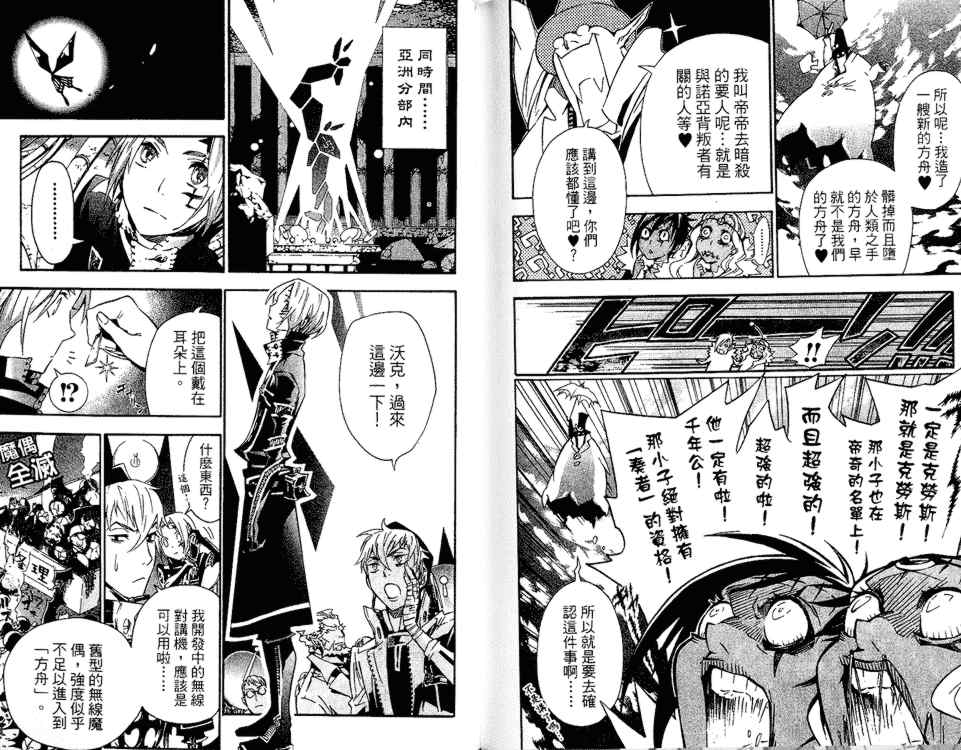 所以呢…我造了
一艘新的方舟♥
髒掉而且墮
於人類之手
的方舟，早
就不是我們
的方舟了♥
我叫帝帝去暗殺
的要人呢…就是
與諾亞背叛者有
關的人等♥
講到這邊，你們
應該都懂了吧？♥
………
!!
一定是克勞斯！
那就是克勞斯！
那小子也在
帝奇的名單上！
而且超強的！
超強的啦！
他一定有啦！
千年公！
那小子絕對擁有
「奏者」的資格！
所以就是要去確
認這件事啊……
同時間……
亞洲分部內
………
沃克，過來
這邊一下！
把這個戴在
耳朵上。
!?
什麼東西？
這個…
我開發中的無線
對講機，應該是
可以用啦…
魔偶
全滅
修理
舊型的無線魔
偶，強度似乎
不足以進入到
「方舟」。